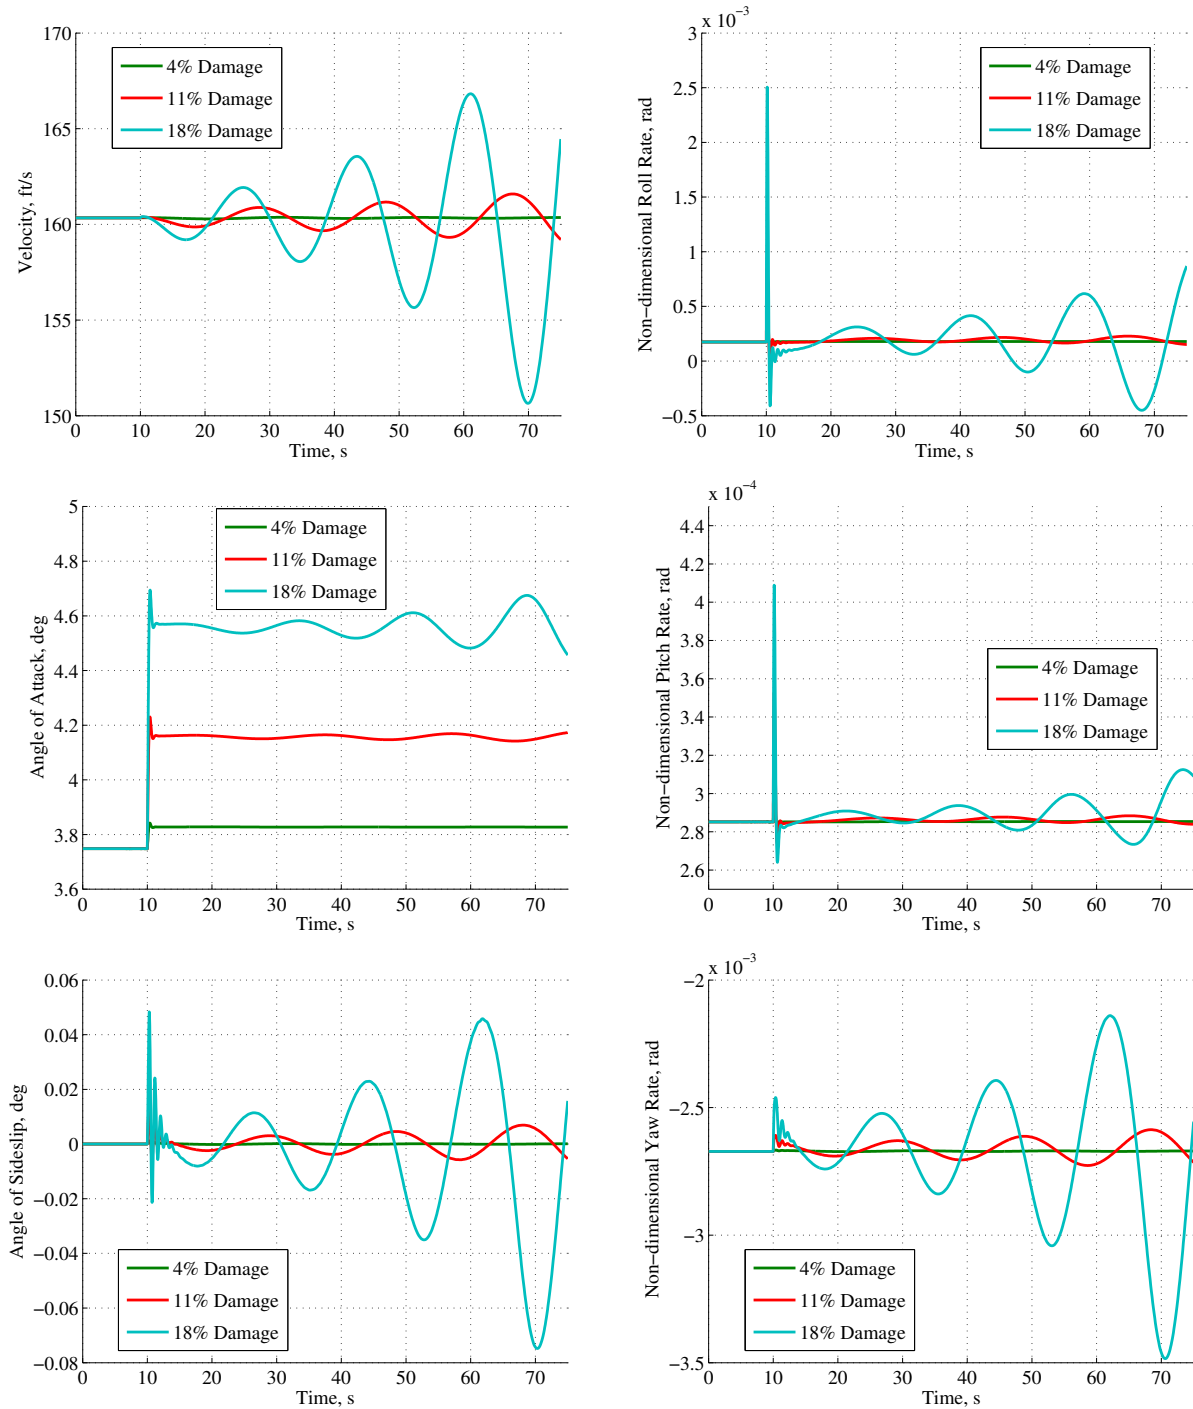 170
165
160
155
150
Velocity, ft/s
4% Damage
11% Damage
18% Damage
0 10 20 30 40 50 60 70
Time, s
x 10−3
3
2.5
2
1.5
1
0.5
0
−0.5
Non−dimensional Roll Rate, rad
4% Damage
11% Damage
18% Damage
0 10 20 30 40 50 60 70
Time, s
5
4.8
4.6
4.4
4.2
4
3.8
3.6
Angle of Attack, deg
4% Damage
11% Damage
18% Damage
0 10 20 30 40 50 60 70
Time, s
x 10−4
4.4
4.2
4
3.8
3.6
3.4
3.2
3
2.8
2.6
Non−dimensional Pitch Rate, rad
4% Damage
11% Damage
18% Damage
0 10 20 30 40 50 60 70
Time, s
0.06
0.04
0.02
0
−0.02
−0.04
−0.06
−0.08
Angle of Sideslip, deg
4% Damage
11% Damage
18% Damage
0 10 20 30 40 50 60 70
Time, s
x 10−3
−2
−2.5
−3
−3.5
Non−dimensional Yaw Rate, rad
4% Damage
11% Damage
18% Damage
0 10 20 30 40 50 60 70
Time, s